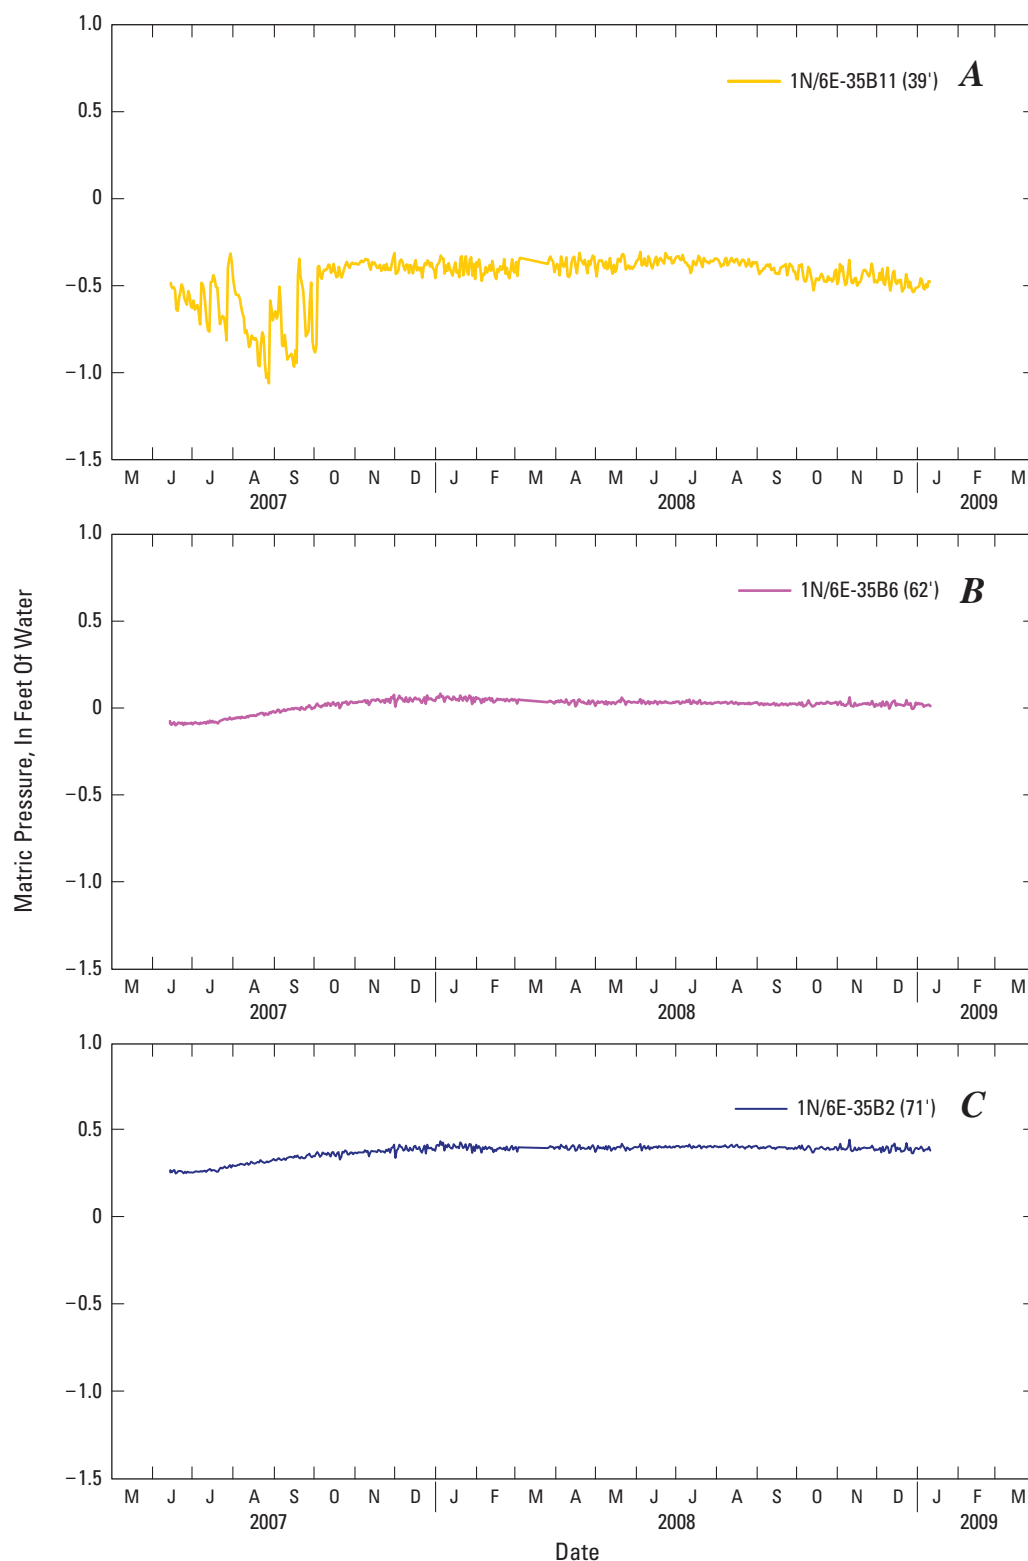 1.0
1N/6E-35B11 (39') A
0.5
0
−0.5
−1.0
−1.5
M J J A S O N D J F M A M J J A S O N D J F M
2007 2008 2009
1.0
1N/6E-35B6 (62') B
0.5
0
−0.5
−1.0
−1.5
M J J A S O N D J F M A M J J A S O N D J F M
2007 2008 2009
Matric Pressure, In Feet Of Water
1.0
1N/6E-35B2 (71') C
0.5
0
−0.5
−1.0
−1.5
M J J A S O N D J F M A M J J A S O N D J F M
2007 2008 2009
Date